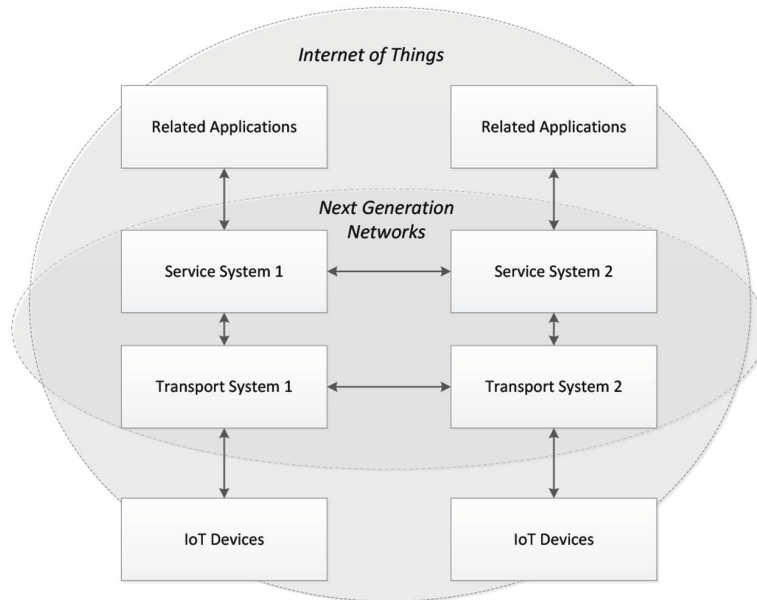 Internet of Things
Related Applications
Related Applications
Next Generation
Networks
Service System 1
Service System 2
Transport System 1
Transport System 2
IoT Devices
IoT Devices